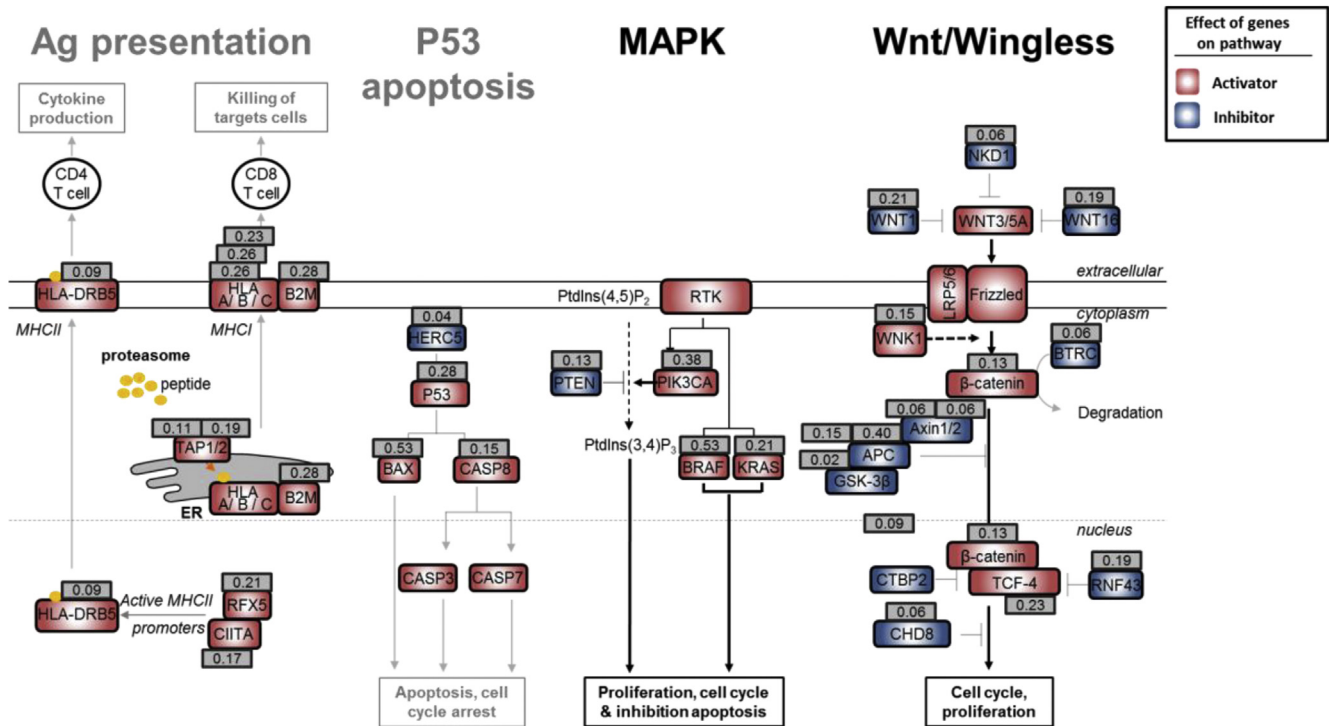 Ag presentation
P53
apoptosis
MAPK
Wnt/Wingless
Effect of genes
on pathway
Activator
Inhibitor
Cytokine
production
Killing of
targets cells
CD4
T cell
CD8
T cell
0.06
NKD1
0.21
WNT1
WNT3/5A
0.19
WNT16
0.23
0.26
0.26
HLA
A/ B / C
0.28
B2M
0.09
HLA-DRB5
MHCII
MHCI
PtdIns(4,5)P2
RTK
LRP5/6
Frizzled
extracellular
cytoplasm
0.04
HERC5
0.28
P53
0.13
PTEN
0.38
PIK3CA
0.15
WNK1
0.06
BTRC
0.13
β-catenin
Degradation
proteasome
peptide
0.11
0.19
TAP1/2
HLA
A/ B / C
0.28
B2M
ER
0.53
BAX
0.15
CASP8
PtdIns(3,4)P3
0.53
BRAF
0.21
KRAS
0.06
0.06
Axin1/2
0.15
0.40
APC
0.02
GSK-3β
0.09
nucleus
0.13
β-catenin
TCF-4
0.23
CTBP2
0.19
RNF43
0.06
CHD8
CASP3
CASP7
0.09
HLA-DRB5
Active MHCII
promoters
0.21
RFX5
CIITA
0.17
Apoptosis, cell
cycle arrest
Proliferation, cell cycle
& inhibition apoptosis
Cell cycle,
proliferation